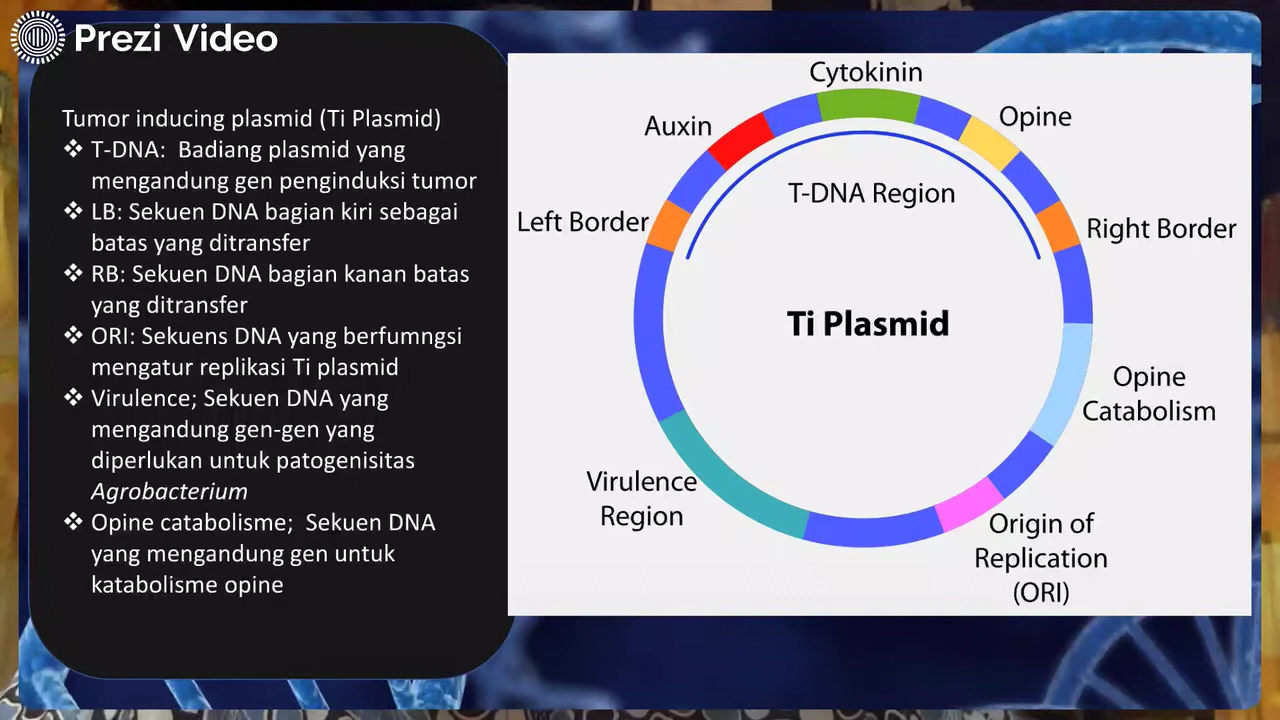 Prezi Video
Tumor inducing plasmid (Ti Plasmid)
❖ T-DNA: Badiang plasmid yang
mengandung gen penginduksi tumor
❖ LB: Sekuen DNA bagian kiri sebagai
batas yang ditransfer
❖ RB: Sekuen DNA bagian kanan batas
yang ditransfer
❖ ORI: Sekuens DNA yang berfumngsi
mengatur replikasi Ti plasmid
❖ Virulence; Sekuen DNA yang
mengandung gen-gen yang
diperlukan untuk patogenisitas
Agrobacterium
❖ Opine catabolisme; Sekuen DNA
yang mengandung gen untuk
katabolisme opine
Cytokinin
Auxin
Opine
T-DNA Region
Left Border
Right Border
Ti Plasmid
Opine
Catabolism
Virulence
Region
Origin of
Replication
(ORI)